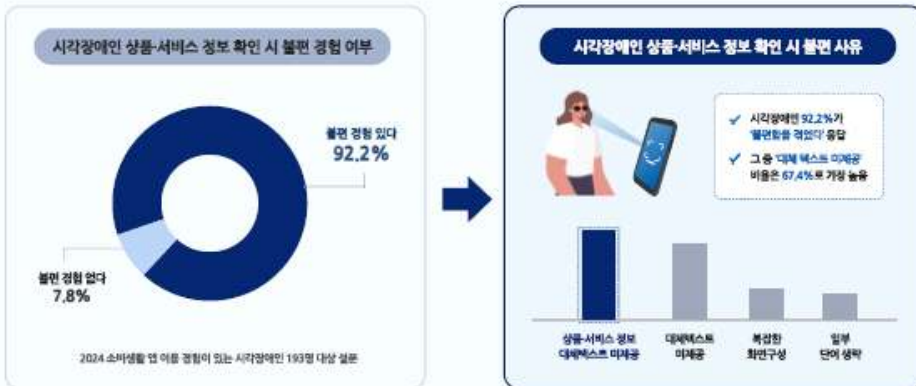 시각장애인 상품·서비스 정보 확인 시 불편 경험 여부
불편 경험 있다
92.2%
불편 경험 없다
7.8%
2024 소비생활 앱 이용 경험이 있는 시각장애인 193명 대상 설문
시각장애인 상품·서비스 정보 확인 시 불편 사유
시각장애인 92.2%가
'불편함을 겪었다' 응답
그 중 '대체 텍스트 미제공'
비율은 67.4%로 가장 높음
상품·서비스 정보
대체텍스트 미제공
대체텍스트
미제공
복잡한
화면구성
일부
단어 생략